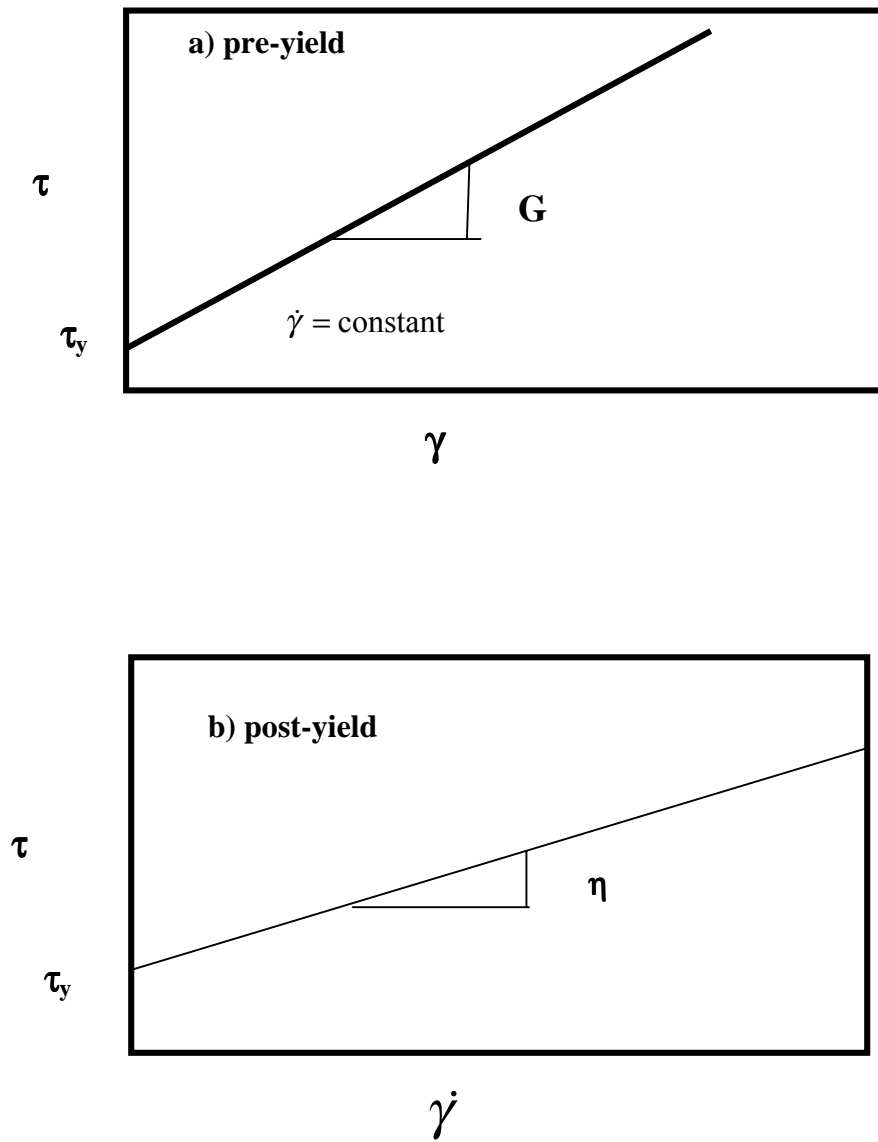 a) pre-yield
τ
G
τy
γ̇ = constant
γ
b) post-yield
τ
η
τy
γ̇